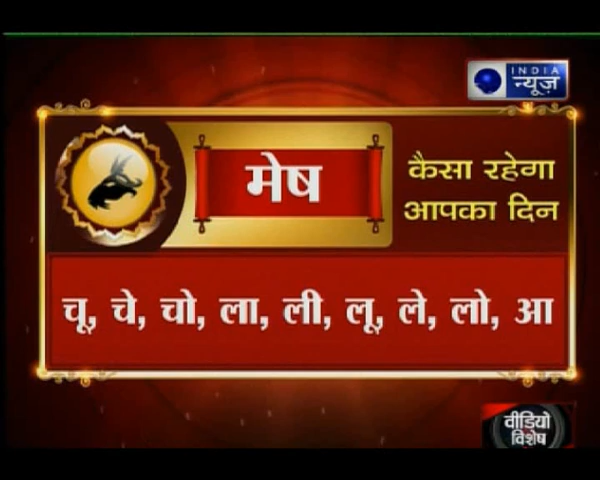 INDIA
न्यूज़
मेष
कैसा रहेगा
आपका दिन
चू, चे, चो, ला, ली, लू, ले, लो, आ
वीडियो
विशेष